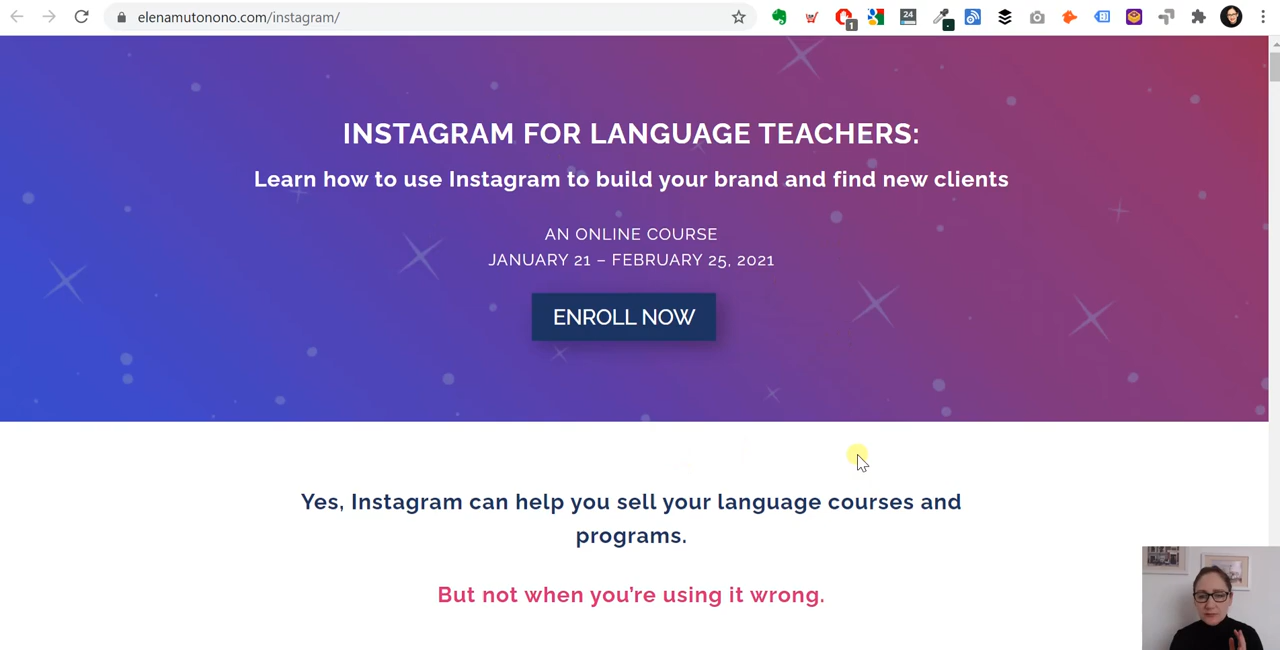 elenamutonono.com/instagram/
1
24
INSTAGRAM FOR LANGUAGE TEACHERS:
Learn how to use Instagram to build your brand and find new clients
AN ONLINE COURSE
JANUARY 21 – FEBRUARY 25, 2021
ENROLL NOW
Yes, Instagram can help you sell your language courses and
programs.
But not when you’re using it wrong.